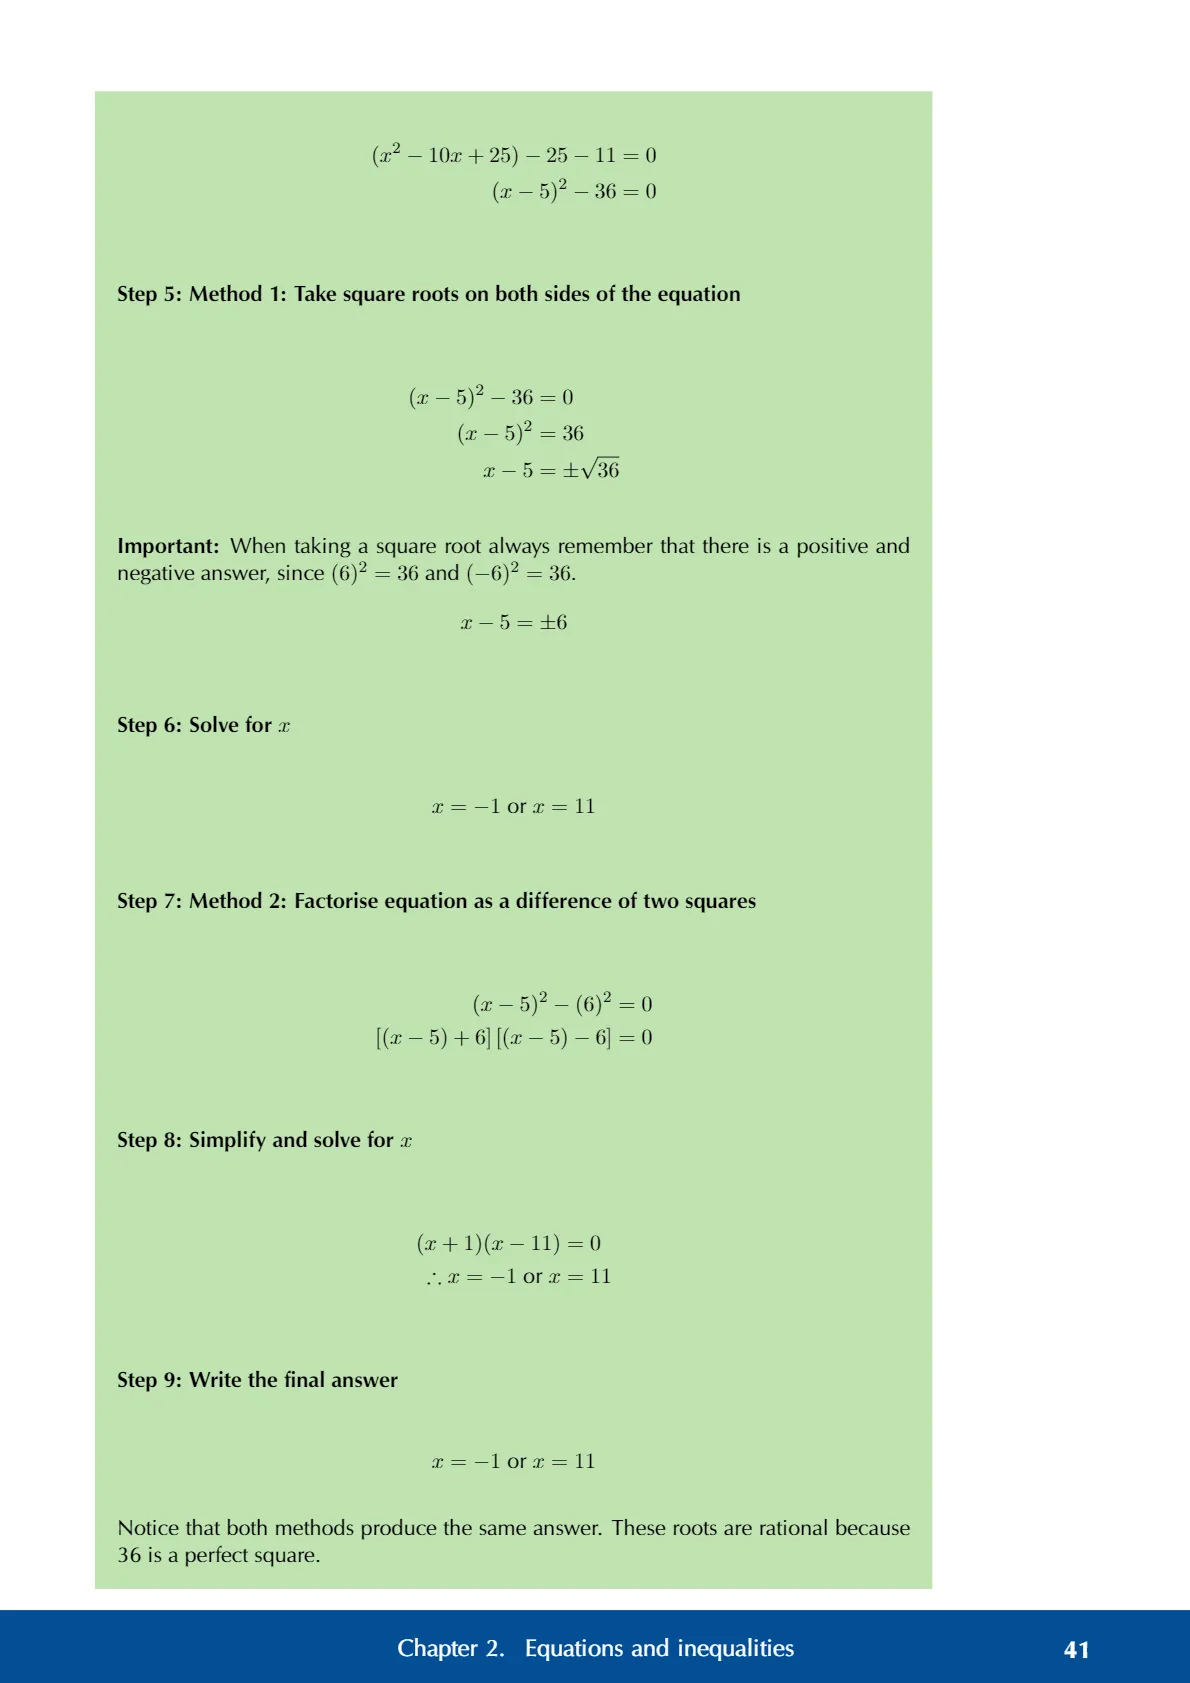 (x² − 10x + 25) − 25 − 11 = 0
(x − 5)² − 36 = 0
Step 5: Method 1: Take square roots on both sides of the equation
(x − 5)² − 36 = 0
(x − 5)² = 36
x − 5 = ±√36
Important: When taking a square root always remember that there is a positive and
negative answer, since (6)² = 36 and (−6)² = 36.
x − 5 = ±6
Step 6: Solve for x
x = −1 or x = 11
Step 7: Method 2: Factorise equation as a difference of two squares
(x − 5)² − (6)² = 0
[(x − 5) + 6] [(x − 5) − 6] = 0
Step 8: Simplify and solve for x
(x + 1)(x − 11) = 0
∴ x = −1 or x = 11
Step 9: Write the final answer
x = −1 or x = 11
Notice that both methods produce the same answer. These roots are rational because
36 is a perfect square.
Chapter 2. Equations and inequalities 41